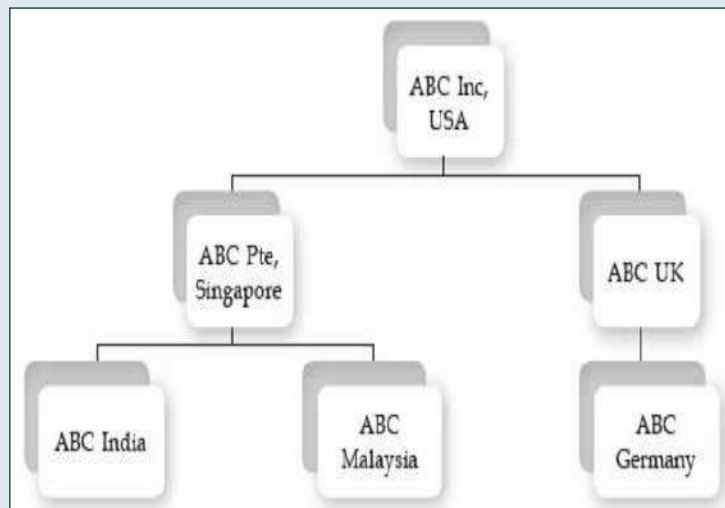 ABC Inc,
USA
ABC Pte,
Singapore
ABC UK
ABC India
ABC
Malaysia
ABC
Germany